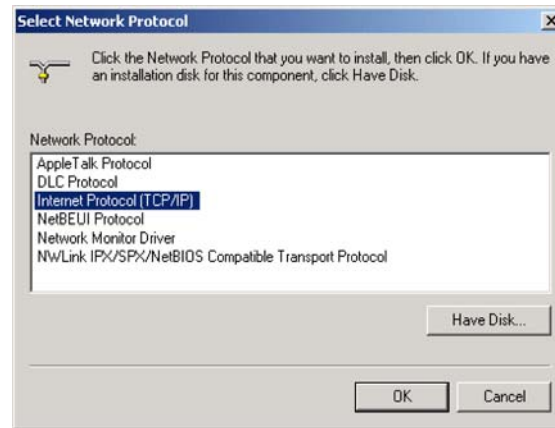 Select Network Protocol
Click the Network Protocol that you want to install, then click OK. If you have
an installation disk for this component, click Have Disk.
Network Protocol:
AppleTalk Protocol
DLC Protocol
Internet Protocol (TCP/IP)
NetBEUI Protocol
Network Monitor Driver
NWLink IPX/SPX/NetBIOS Compatible Transport Protocol
Have Disk...
OK
Cancel